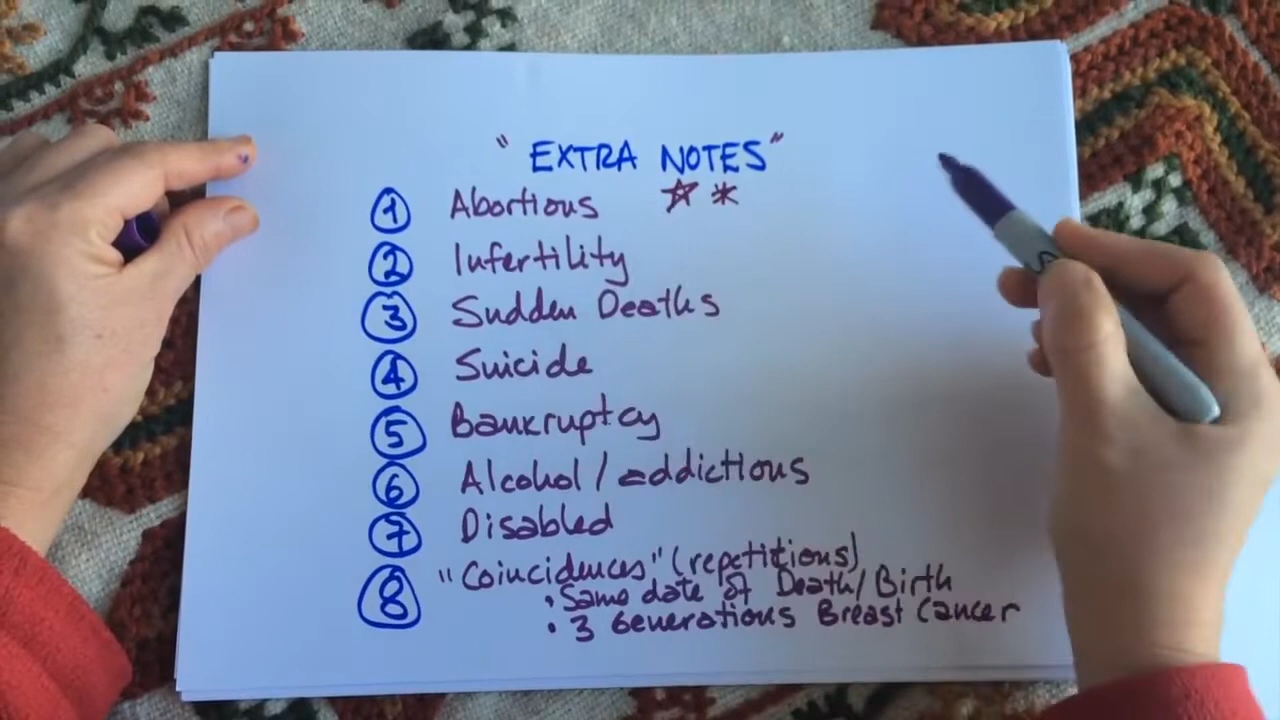 "EXTRA NOTES"
1 Abortions ☆ *
2 Infertility
3 Sudden Deaths
4 Suicide
5 Bankruptcy
6 Alcohol/addictions
7 Disabled
8 "Coincidences" (repetitions)
• Same date of Death/Birth
• 3 Generations Breast Cancer